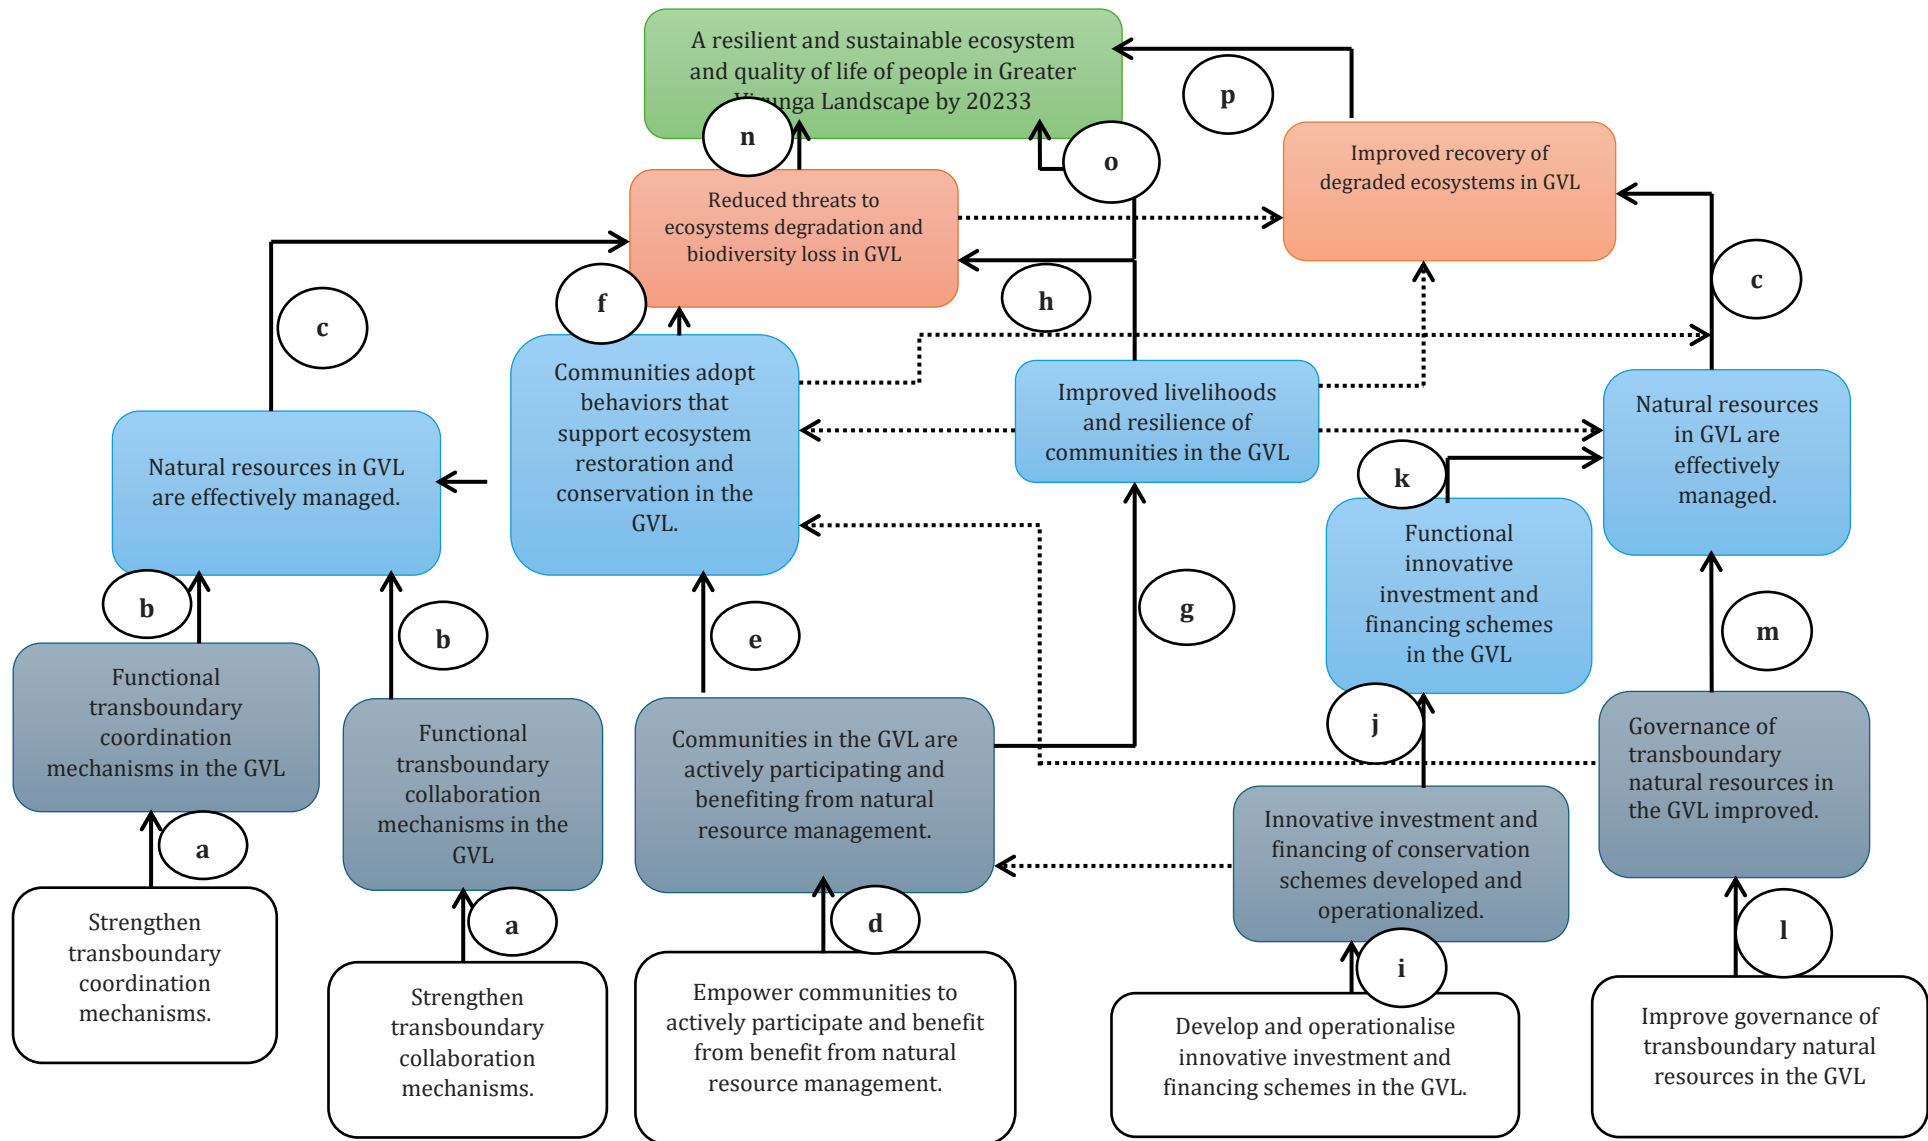 A resilient and sustainable ecosystem
and quality of life of people in Greater
Virunga Landscape by 20233
p
n
o
Improved recovery of
degraded ecosystems in GVL
Reduced threats to
ecosystems degradation and
biodiversity loss in GVL
c
f
h
c
Communities adopt
behaviors that
support ecosystem
restoration and
conservation in the
GVL.
Improved livelihoods
and resilience of
communities in the GVL
Natural resources
in GVL are
effectively
managed.
Natural resources in GVL
are effectively managed.
k
Functional
innovative
investment and
financing schemes
in the GVL
b
b
e
g
m
Functional
transboundary
coordination
mechanisms in the GVL
Functional
transboundary
collaboration
mechanisms in the
GVL
Communities in the GVL are
actively participating and
benefiting from natural
resource management.
j
Governance of
transboundary
natural resources in
the GVL improved.
Innovative investment and
financing of conservation
schemes developed and
operationalized.
a
a
d
i
l
Strengthen
transboundary
coordination
mechanisms.
Strengthen
transboundary
collaboration
mechanisms.
Empower communities to
actively participate and benefit
from benefit from natural
resource management.
Develop and operationalise
innovative investment and
financing schemes in the GVL.
Improve governance of
transboundary natural
resources in the GVL